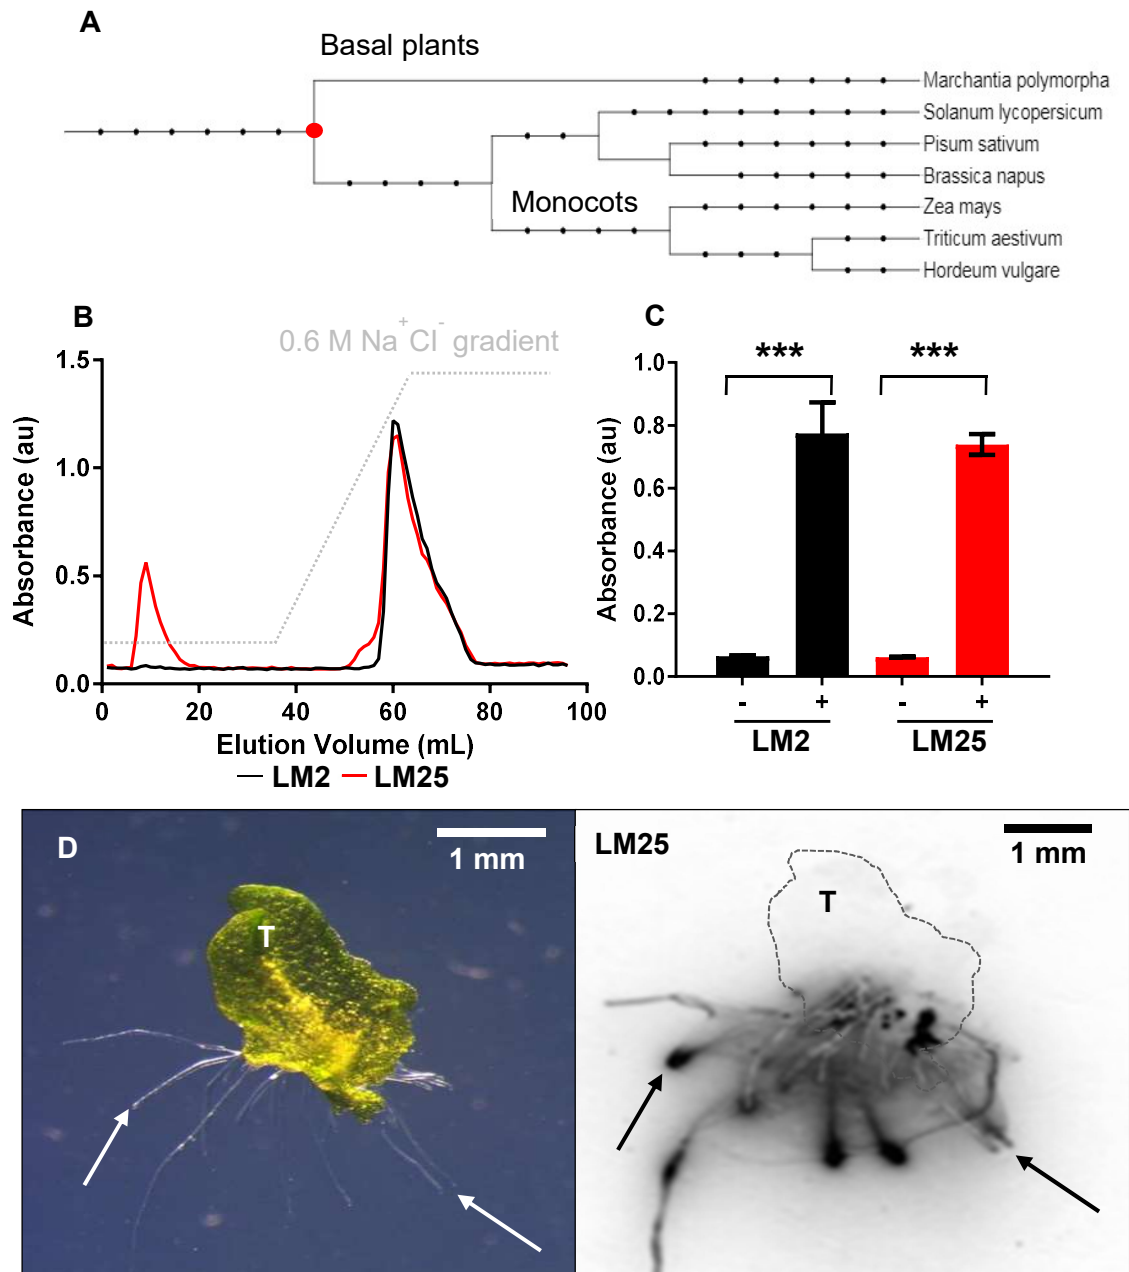 A
Basal plants
Marchantia polymorpha
Solanum lycopersicum
Pisum sativum
Brassica napus
Monocots
Zea mays
Triticum aestivum
Hordeum vulgare
B
0.6 M Na+Cl- gradient
1.5
1.0
0.5
0.0
Absorbance (au)
0 20 40 60 80 100
Elution Volume (mL)
LM2 LM25
C
*** ***
1.0
0.8
0.6
0.4
0.2
0.0
Absorbance (au)
- + - +
LM2 LM25
D
1 mm
T
LM25
1 mm
T